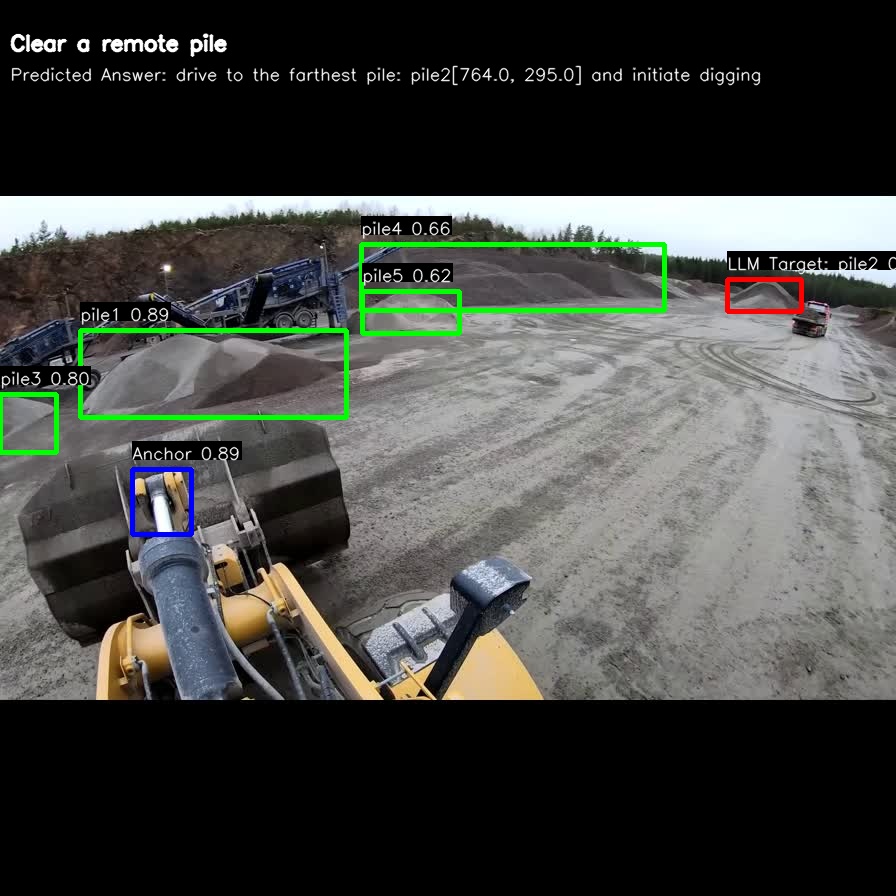 Clear a remote pile
Predicted Answer: drive to the farthest pile: pile2[764.0, 295.0] and initiate digging
pile4 0.66
LLM Target: pile2 0
pile5 0.62
pile1 0.89
pile3 0.80
Anchor 0.89